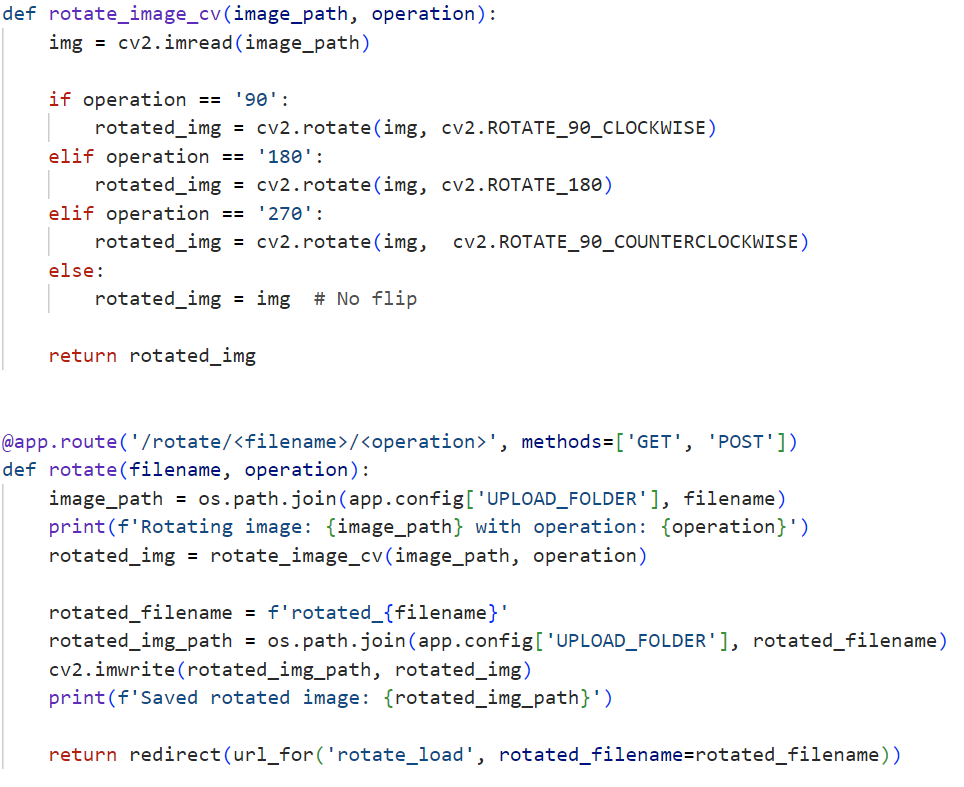 def rotate_image_cv(image_path, operation):
    img = cv2.imread(image_path)

    if operation == '90':
        rotated_img = cv2.rotate(img, cv2.ROTATE_90_CLOCKWISE)
    elif operation == '180':
        rotated_img = cv2.rotate(img, cv2.ROTATE_180)
    elif operation == '270':
        rotated_img = cv2.rotate(img,  cv2.ROTATE_90_COUNTERCLOCKWISE)
    else:
        rotated_img = img  # No flip

    return rotated_img


@app.route('/rotate/<filename>/<operation>', methods=['GET', 'POST'])
def rotate(filename, operation):
    image_path = os.path.join(app.config['UPLOAD_FOLDER'], filename)
    print(f'Rotating image: {image_path} with operation: {operation}')
    rotated_img = rotate_image_cv(image_path, operation)

    rotated_filename = f'rotated_{filename}'
    rotated_img_path = os.path.join(app.config['UPLOAD_FOLDER'], rotated_filename)
    cv2.imwrite(rotated_img_path, rotated_img)
    print(f'Saved rotated image: {rotated_img_path}')

    return redirect(url_for('rotate_load', rotated_filename=rotated_filename))